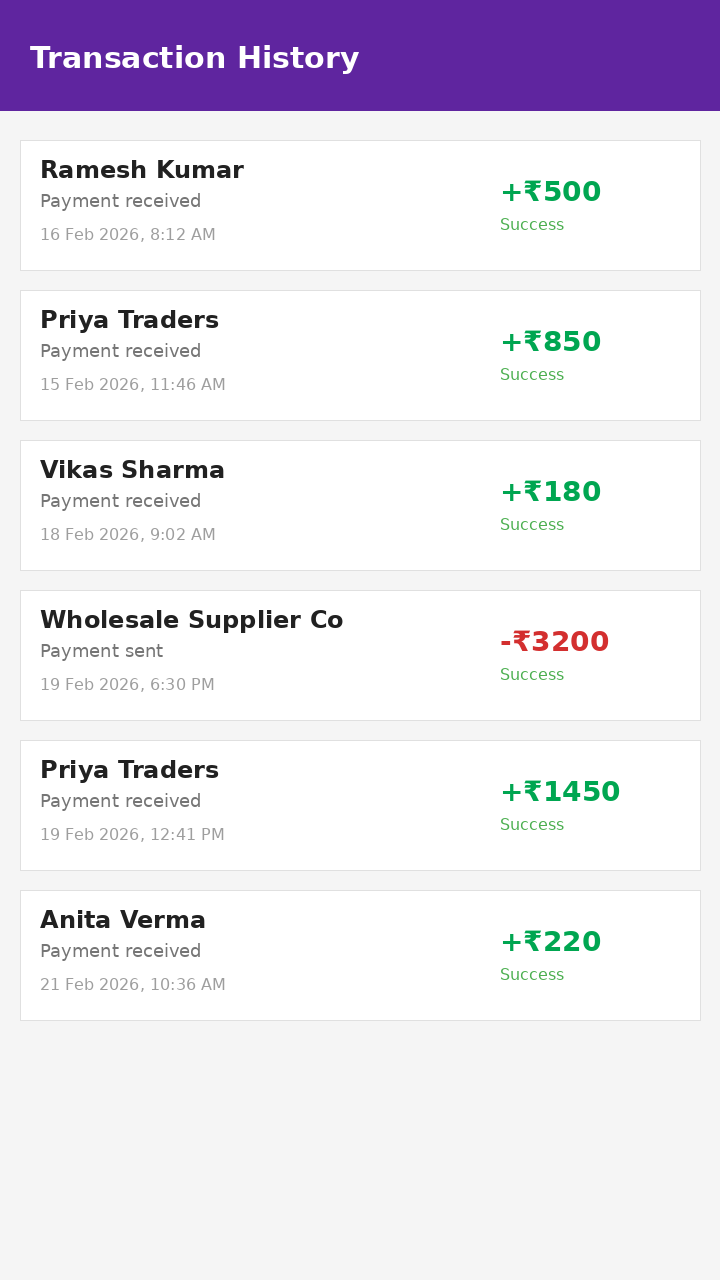 Transaction History
Ramesh Kumar
Payment received
16 Feb 2026, 8:12 AM
+₹500
Success
Priya Traders
Payment received
15 Feb 2026, 11:46 AM
+₹850
Success
Vikas Sharma
Payment received
18 Feb 2026, 9:02 AM
+₹180
Success
Wholesale Supplier Co
Payment sent
19 Feb 2026, 6:30 PM
-₹3200
Success
Priya Traders
Payment received
19 Feb 2026, 12:41 PM
+₹1450
Success
Anita Verma
Payment received
21 Feb 2026, 10:36 AM
+₹220
Success